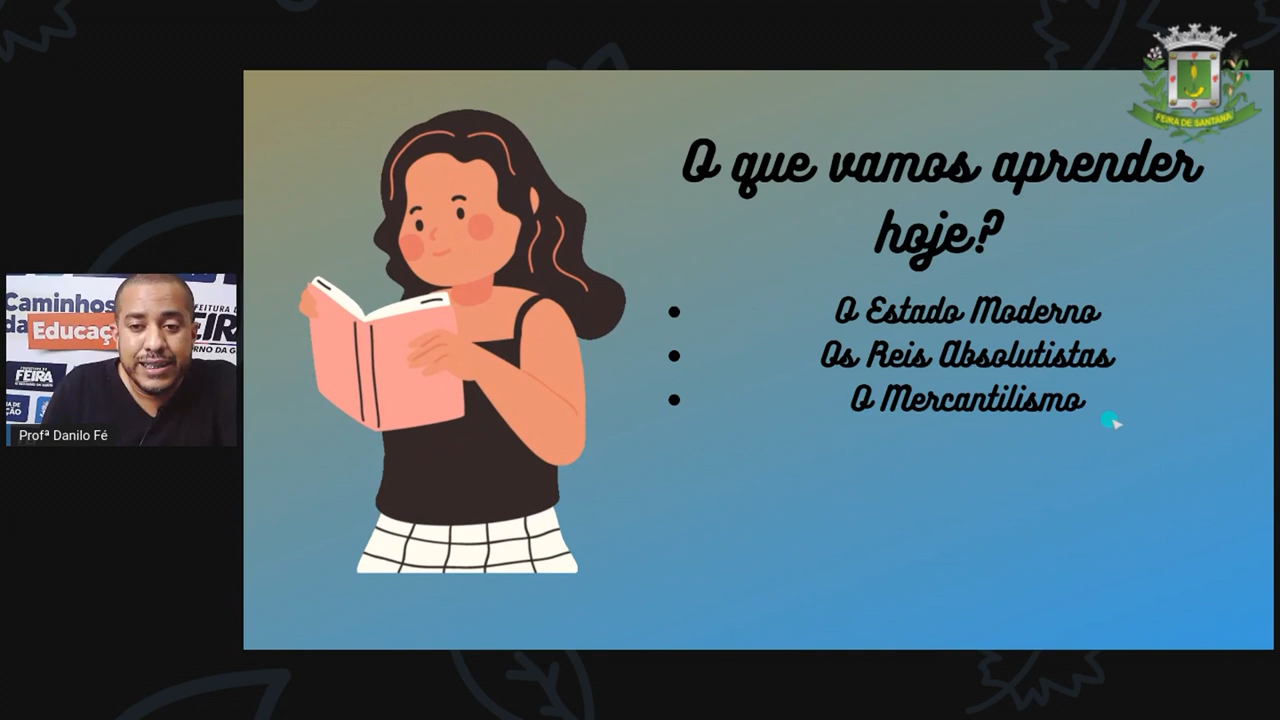 FEIRA DE SANTANA
O que vamos aprender
hoje?
• O Estado Moderno
• Os Reis Absolutistas
• O Mercantilismo
Caminhos
da
Educaç
FEIRA
Profª Danilo Fé